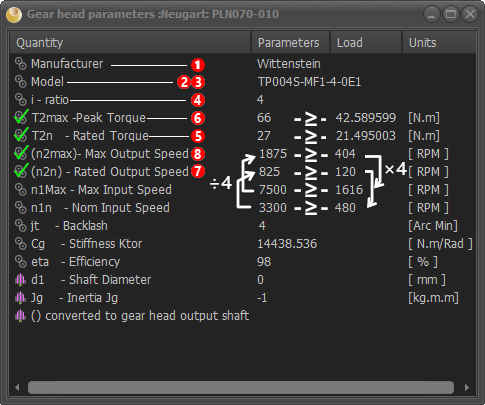 Gear head parameters :Neugart: PLN070-010
Quantity Parameters Load Units
Manufacturer 1 Wittenstein
Model 2 3 TP004S-MF1-4-0E1
i - ratio 4 4
T2max -Peak Torque 6 66 - ≥ - 42.589599 [N.m]
T2n - Rated Torque 5 27 - ≥ - 21.495003 [N.m]
(n2max)- Max Output Speed 8 1875 - ≥ - 404 [ RPM ]
(n2n) - Rated Output Speed 7 825 - ≥ - 120 [ RPM ]
÷4 ×4
n1Max - Max Input Speed 7500 - ≥ - 1616 [ RPM ]
n1n - Nom Input Speed 3300 - ≥ - 480 [ RPM ]
jt - Backlash 4 [Arc Min]
Cg - Stiffness Ktor 14438.536 [ N.m/Rad ]
eta - Efficiency 98 [ % ]
d1 - Shaft Diameter 0 [ mm ]
Jg - Inertia Jg -1 [kg.m.m]
() converted to gear head output shaft